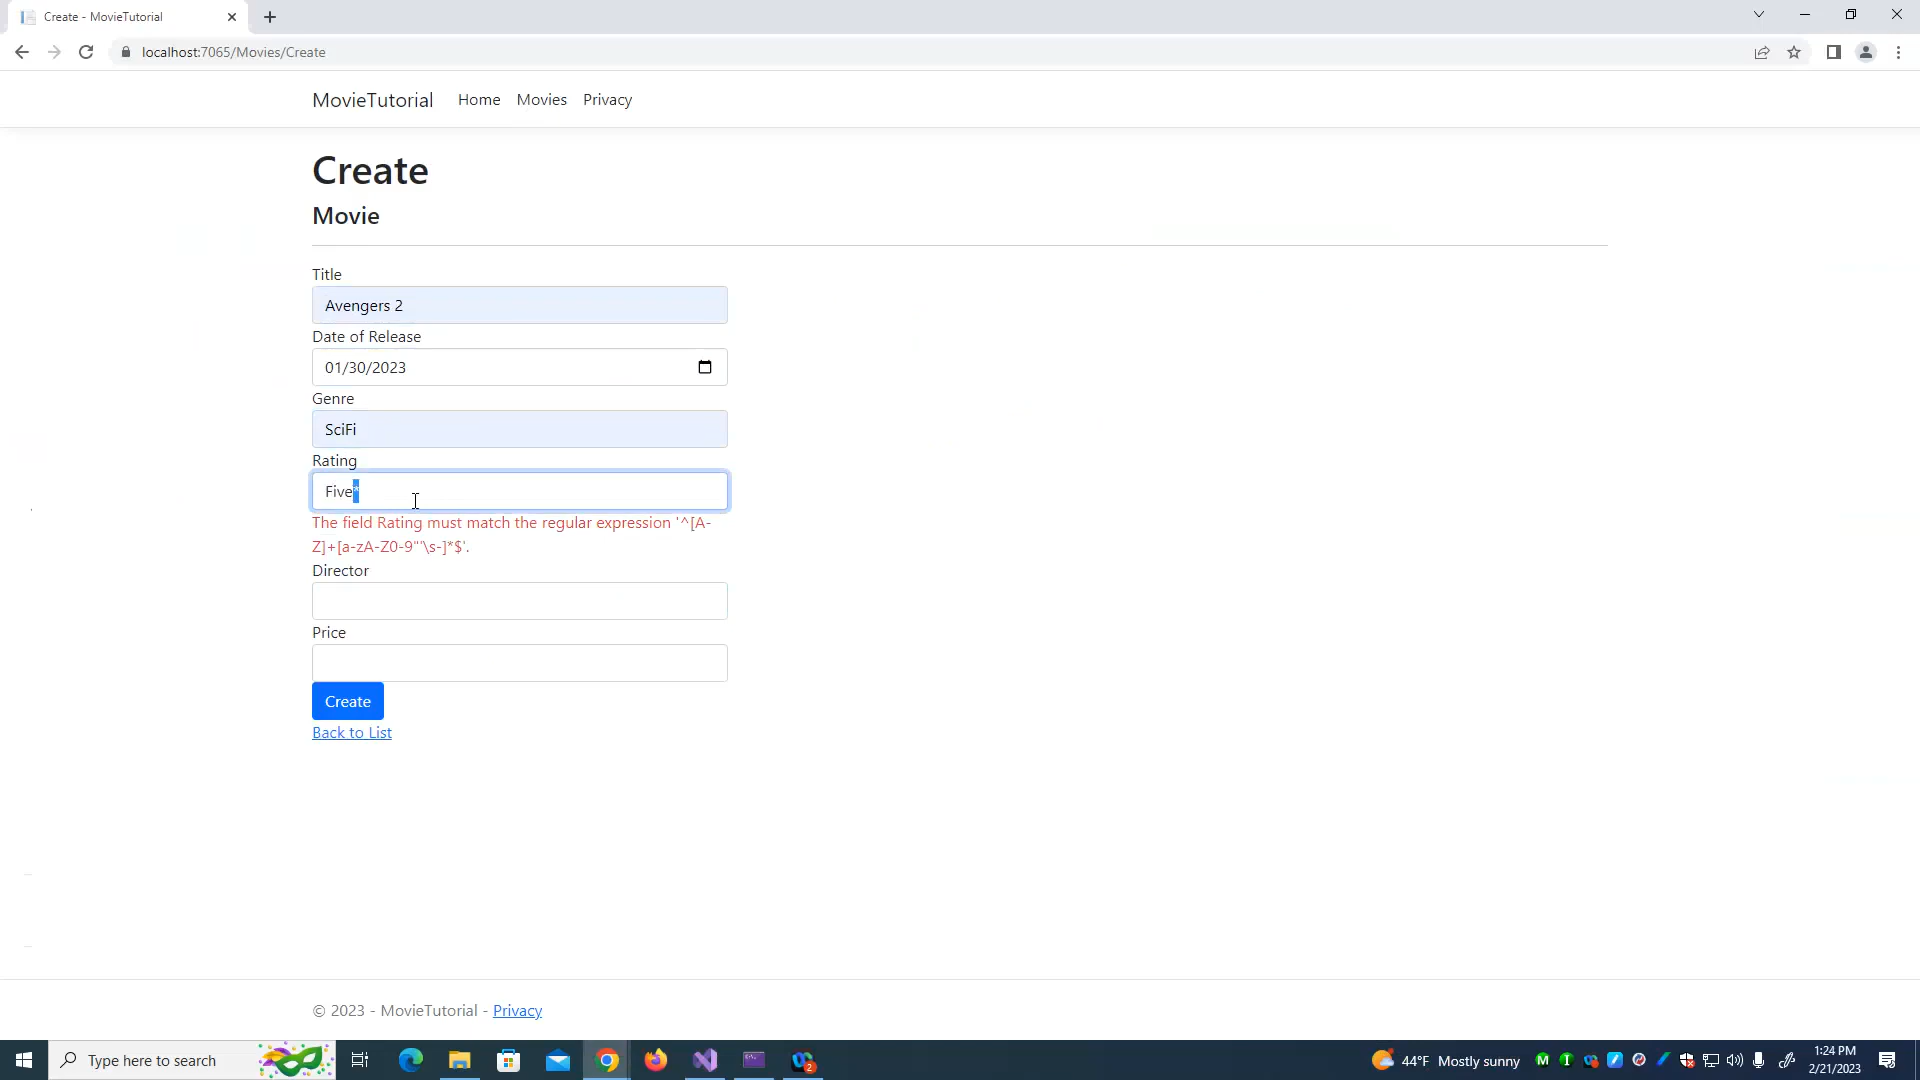 Create - MovieTutorial
localhost:7065/Movies/Create
MovieTutorial Home Movies Privacy
Create
Movie
Title
Avengers 2
Date of Release
01/30/2023
Genre
SciFi
Rating
Five*
The field Rating must match the regular expression '^[A-
Z]+[a-zA-Z0-9"'\s-]*$'.
Director
Price
Create
Back to List
© 2023 - MovieTutorial - Privacy
Type here to search
2
44°F Mostly sunny
M
I
1:24 PM
2/21/2023